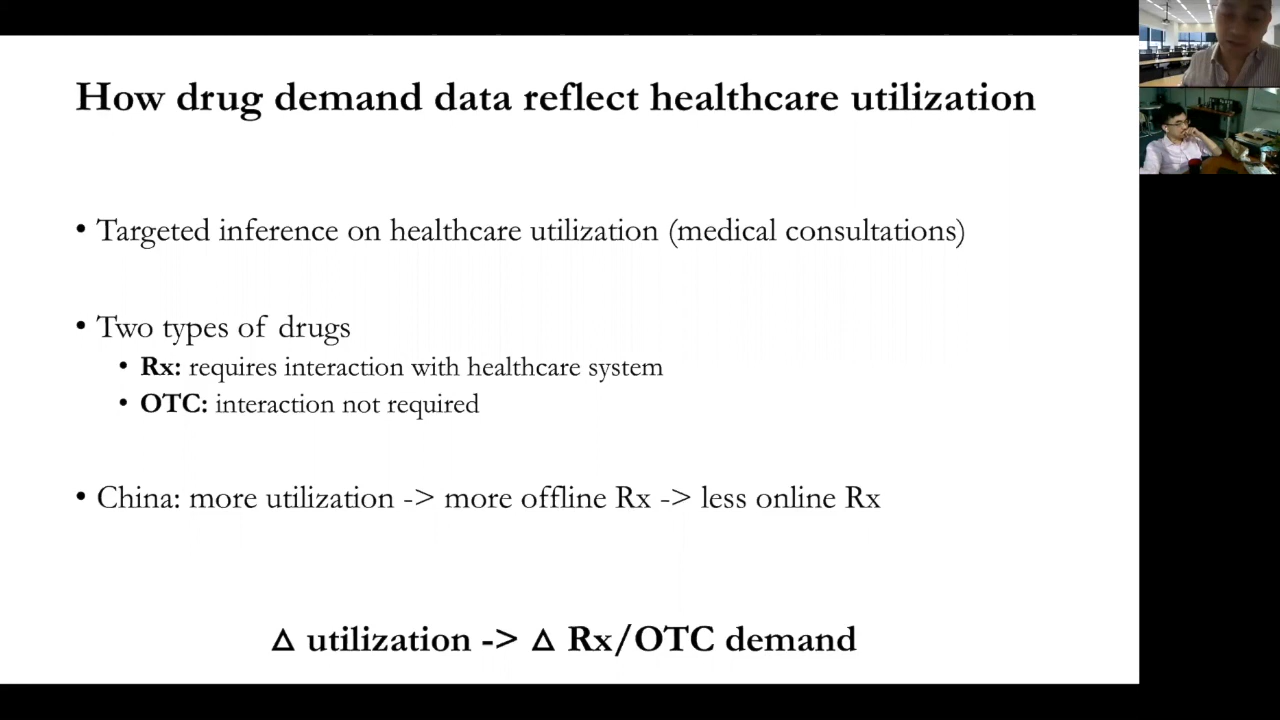 How drug demand data reflect healthcare utilization
• Targeted inference on healthcare utilization (medical consultations)
• Two types of drugs
• Rx: requires interaction with healthcare system
• OTC: interaction not required
• China: more utilization -> more offline Rx -> less online Rx
△ utilization -> △ Rx/OTC demand